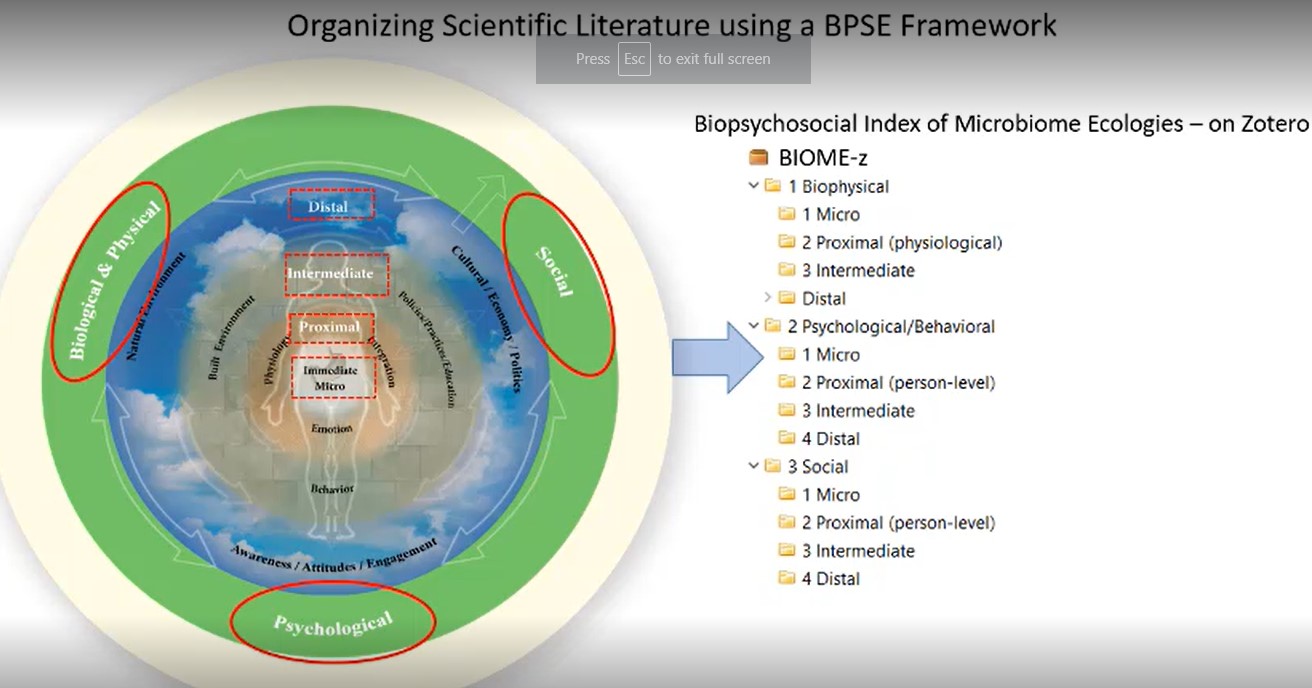 Organizing Scientific Literature using a BPSE Framework
Press Esc to exit full screen
Biological & Physical
Social
Psychological
Distal
Intermediate
Proximal
Immediate
Micro
Natural Environment
Built Environment
Physiology
Integration
Policies/Practices/Education
Cultural / Economy / Politics
Emotion
Behavior
Awareness / Attitudes / Engagement
Biopsychosocial Index of Microbiome Ecologies – on Zotero
BIOME-z
1 Biophysical
1 Micro
2 Proximal (physiological)
3 Intermediate
Distal
2 Psychological/Behavioral
1 Micro
2 Proximal (person-level)
3 Intermediate
4 Distal
3 Social
1 Micro
2 Proximal (person-level)
3 Intermediate
4 Distal